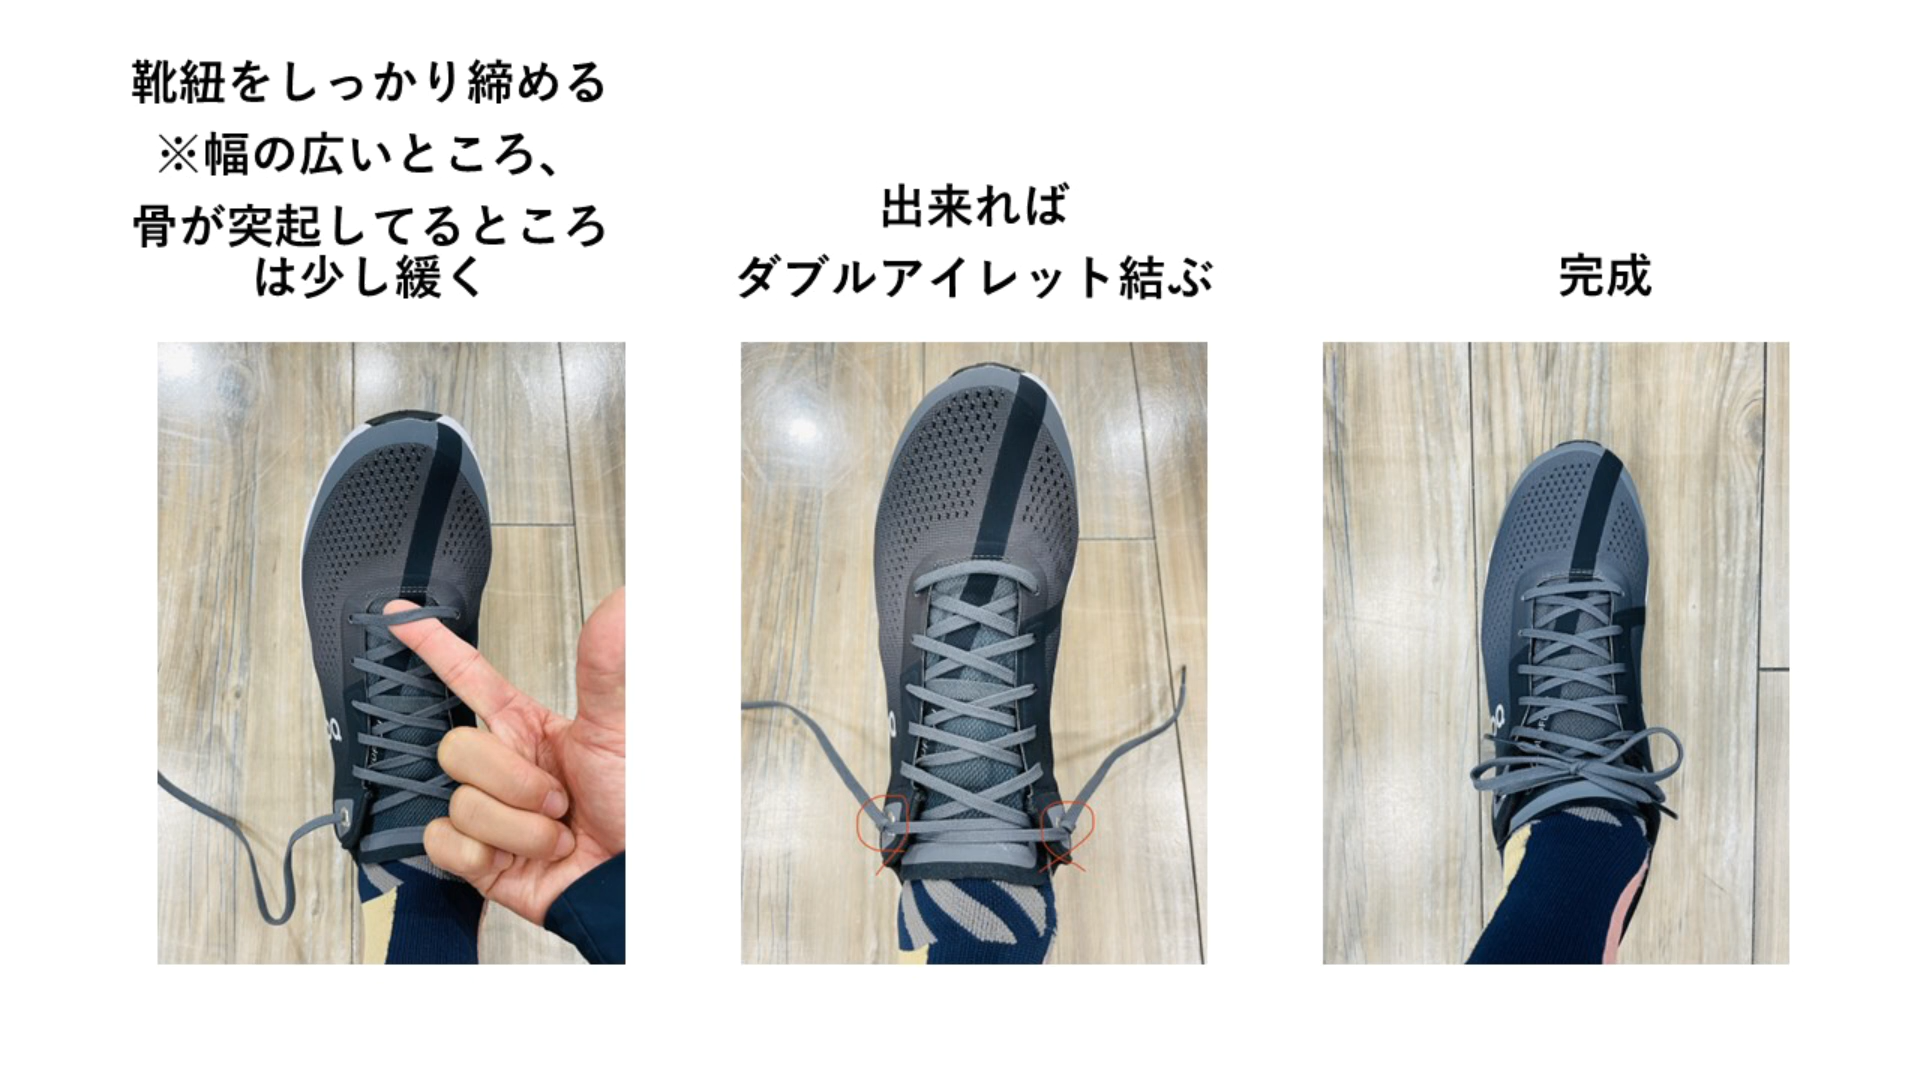 靴紐をしっかり締める
※幅の広いところ、
骨が突起してるところ
は少し緩く
出来れば
ダブルアイレット結ぶ
完成